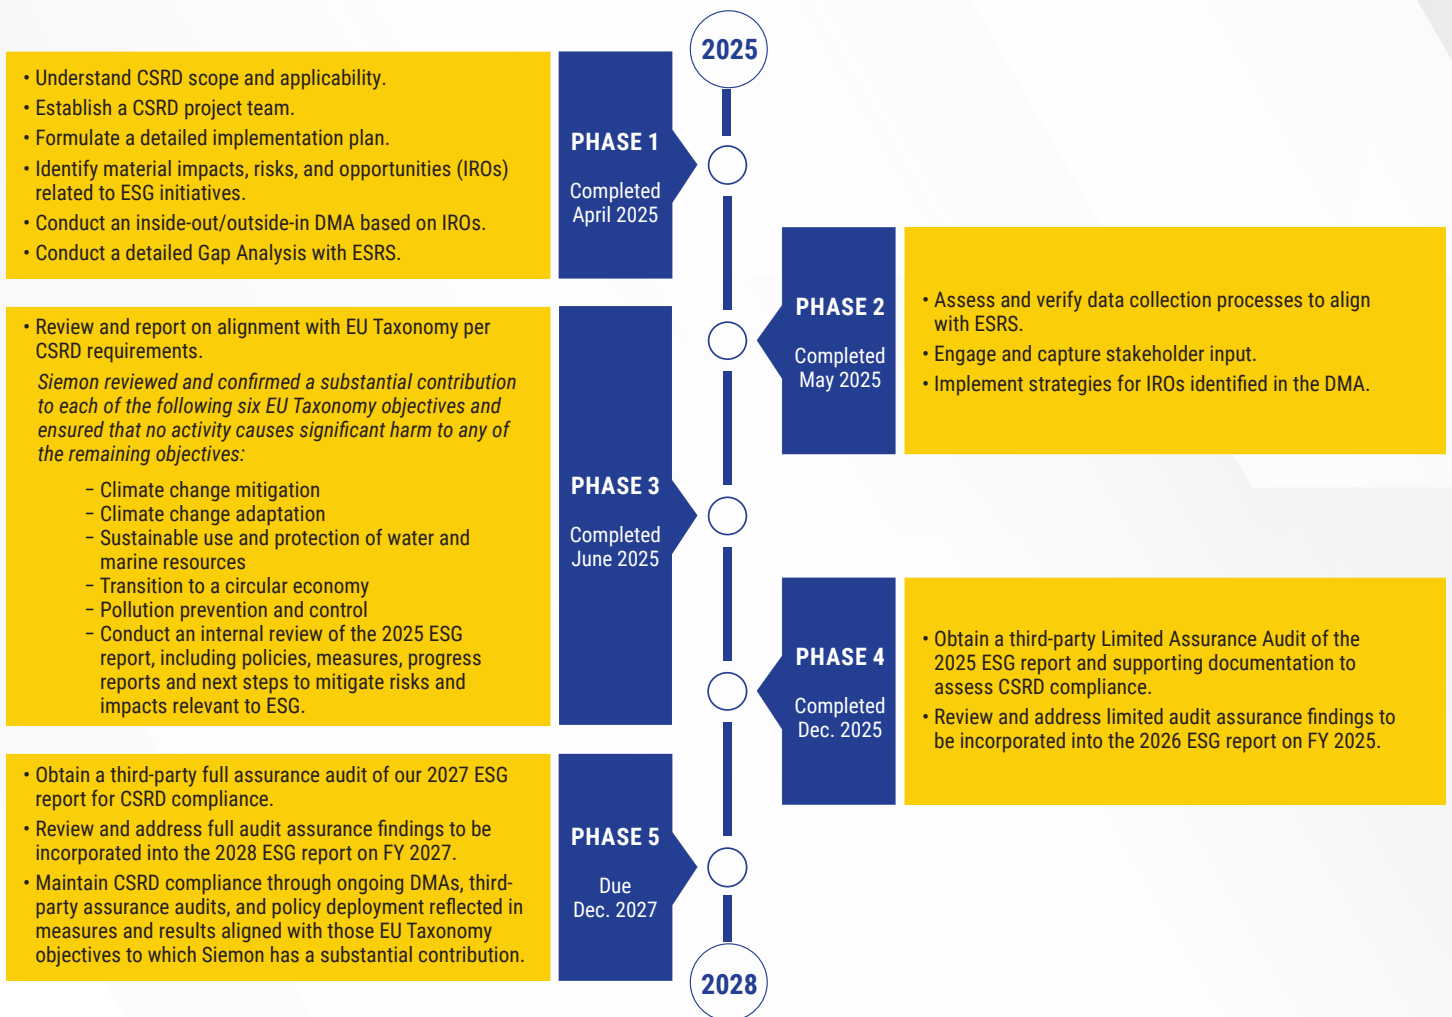 2025
• Understand CSRD scope and applicability.
• Establish a CSRD project team.
• Formulate a detailed implementation plan.
• Identify material impacts, risks, and opportunities (IROs)
related to ESG initiatives.
• Conduct an inside-out/outside-in DMA based on IROs.
• Conduct a detailed Gap Analysis with ESRS.
PHASE 1
Completed
April 2025
PHASE 2
Completed
May 2025
• Assess and verify data collection processes to align
with ESRS.
• Engage and capture stakeholder input.
• Implement strategies for IROs identified in the DMA.
• Review and report on alignment with EU Taxonomy per
CSRD requirements.
Siemon reviewed and confirmed a substantial contribution
to each of the following six EU Taxonomy objectives and
ensured that no activity causes significant harm to any of
the remaining objectives:
– Climate change mitigation
– Climate change adaptation
– Sustainable use and protection of water and
marine resources
– Transition to a circular economy
– Pollution prevention and control
– Conduct an internal review of the 2025 ESG
report, including policies, measures, progress
reports and next steps to mitigate risks and
impacts relevant to ESG.
PHASE 3
Completed
June 2025
PHASE 4
Completed
Dec. 2025
• Obtain a third-party Limited Assurance Audit of the
2025 ESG report and supporting documentation to
assess CSRD compliance.
• Review and address limited audit assurance findings to
be incorporated into the 2026 ESG report on FY 2025.
• Obtain a third-party full assurance audit of our 2027 ESG
report for CSRD compliance.
• Review and address full audit assurance findings to be
incorporated into the 2028 ESG report on FY 2027.
• Maintain CSRD compliance through ongoing DMAs, third-
party assurance audits, and policy deployment reflected in
measures and results aligned with those EU Taxonomy
objectives to which Siemon has a substantial contribution.
PHASE 5
Due
Dec. 2027
2028